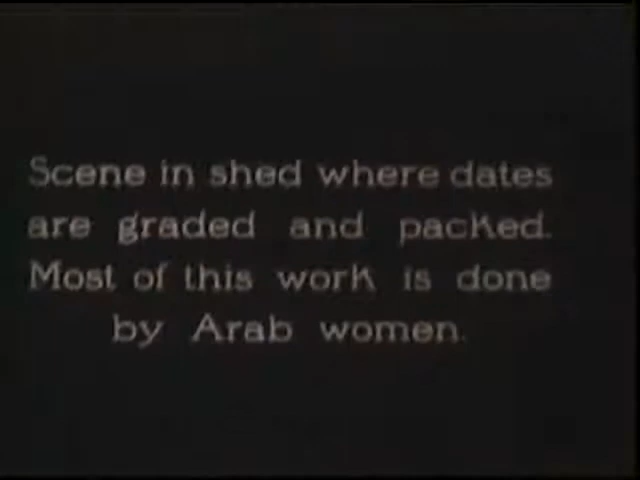 Scene in shed where dates
are graded and packed.
Most of this work is done
by Arab women.